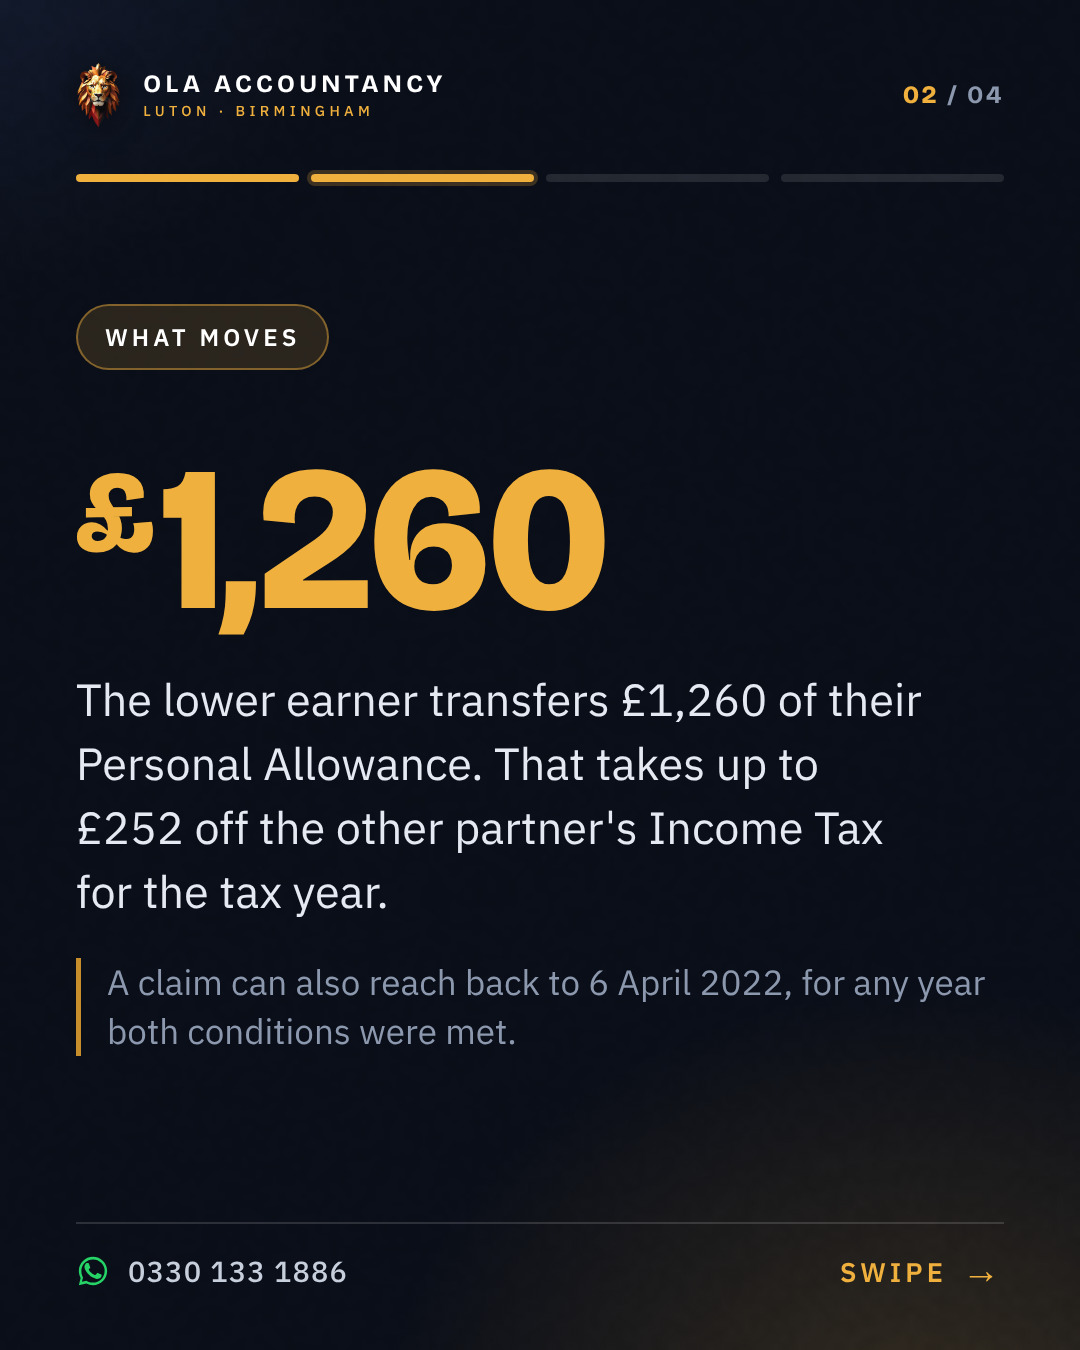 OLA ACCOUNTANCY
LUTON · BIRMINGHAM
02 / 04
WHAT MOVES
£1,260
The lower earner transfers £1,260 of their
Personal Allowance. That takes up to
£252 off the other partner's Income Tax
for the tax year.
A claim can also reach back to 6 April 2022, for any year
both conditions were met.
0330 133 1886
SWIPE →